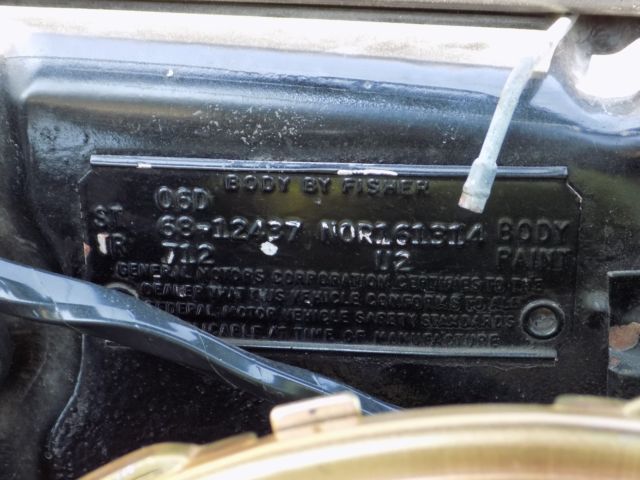 BODY BY FISHER
06D
ST 68-12437 NOR161314 BODY
TR 712 U2 PAINT
GENERAL MOTORS CORPORATION CERTIFIES TO THE
DEALER THAT THIS VEHICLE CONFORMS TO ALL
FEDERAL MOTOR VEHICLE SAFETY STANDARDS
APPLICABLE AT TIME OF MANUFACTURE